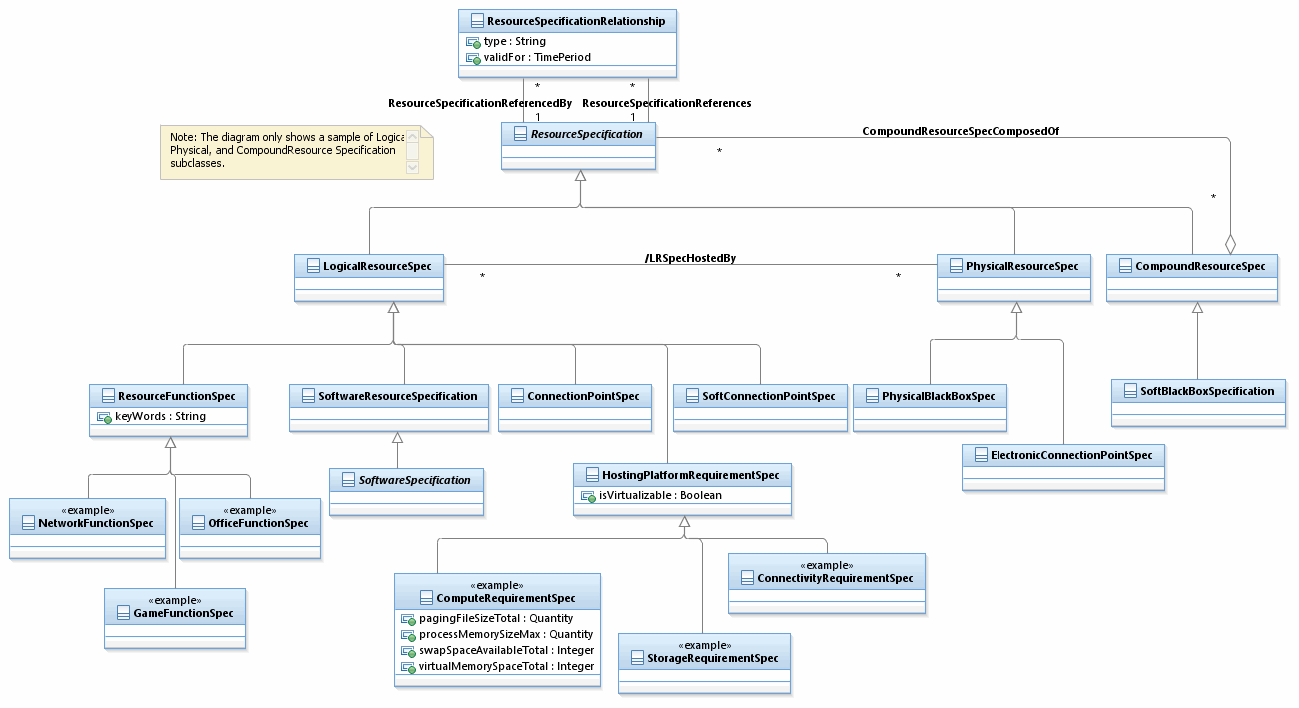 ResourceSpecificationRelationship
type : String
validFor : TimePeriod
* *
ResourceSpecificationReferencedBy ResourceSpecificationReferences
1 1
Note: The diagram only shows a sample of Logica
Physical, and CompoundResource Specification
subclasses.
ResourceSpecification
CompoundResourceSpecComposedOf
*
*
LogicalResourceSpec
/LRSpecHostedBy
* *
PhysicalResourceSpec
CompoundResourceSpec
ResourceFunctionSpec
keyWords : String
SoftwareResourceSpecification
ConnectionPointSpec
SoftConnectionPointSpec
PhysicalBlackBoxSpec
SoftBlackBoxSpecification
ElectronicConnectionPointSpec
SoftwareSpecification
HostingPlatformRequirementSpec
isVirtualizable : Boolean
«example»
NetworkFunctionSpec
«example»
OfficeFunctionSpec
«example»
GameFunctionSpec
«example»
ComputeRequirementSpec
pagingFileSizeTotal : Quantity
processMemorySizeMax : Quantity
swapSpaceAvailableTotal : Integer
virtualMemorySpaceTotal : Integer
«example»
ConnectivityRequirementSpec
«example»
StorageRequirementSpec